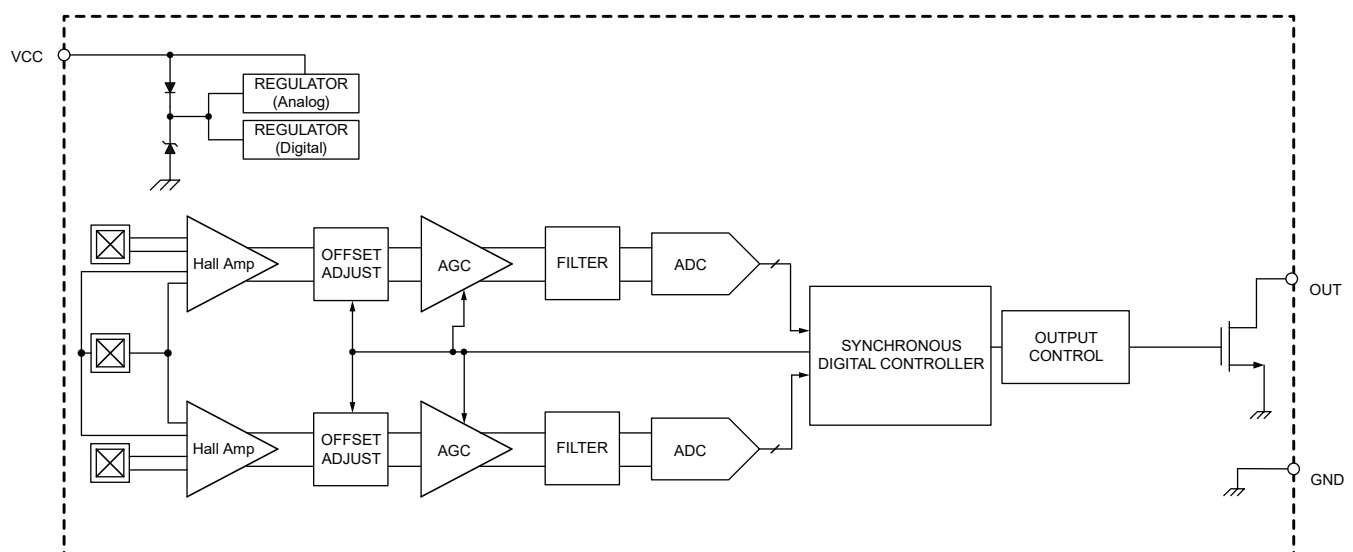 VCC
REGULATOR
(Analog)
REGULATOR
(Digital)
Hall Amp
OFFSET
ADJUST
AGC
FILTER
ADC
SYNCHRONOUS
DIGITAL CONTROLLER
OUTPUT
CONTROL
OUT
Hall Amp
OFFSET
ADJUST
AGC
FILTER
ADC
GND